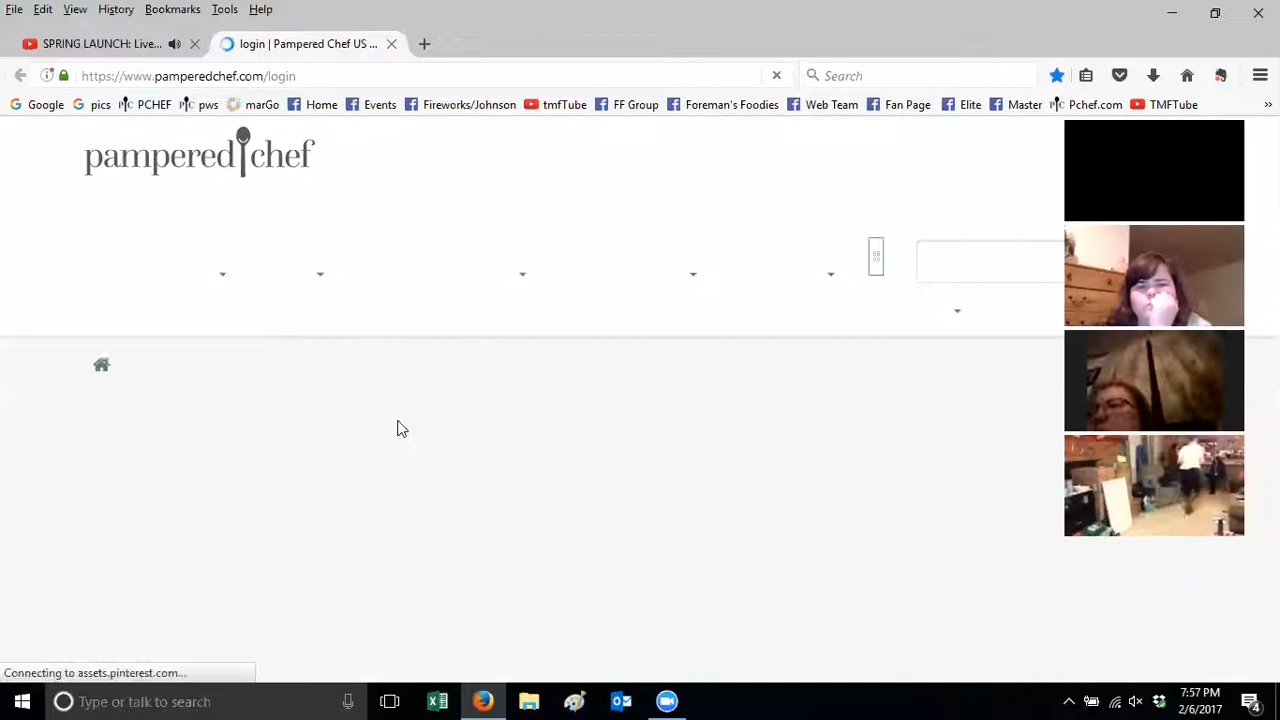 File Edit View History Bookmarks Tools Help
SPRING LAUNCH: Live... login | Pampered Chef US ...
https://www.pamperedchef.com/login Search
Google pics PCHEF pws marGo Home Events Fireworks/Johnson tmfTube FF Group Foreman's Foodies Web Team Fan Page Elite Master Pchef.com TMFTube »
pampered chef
Connecting to assets.pinterest.com...
Type or talk to search
7:57 PM
2/6/2017
4